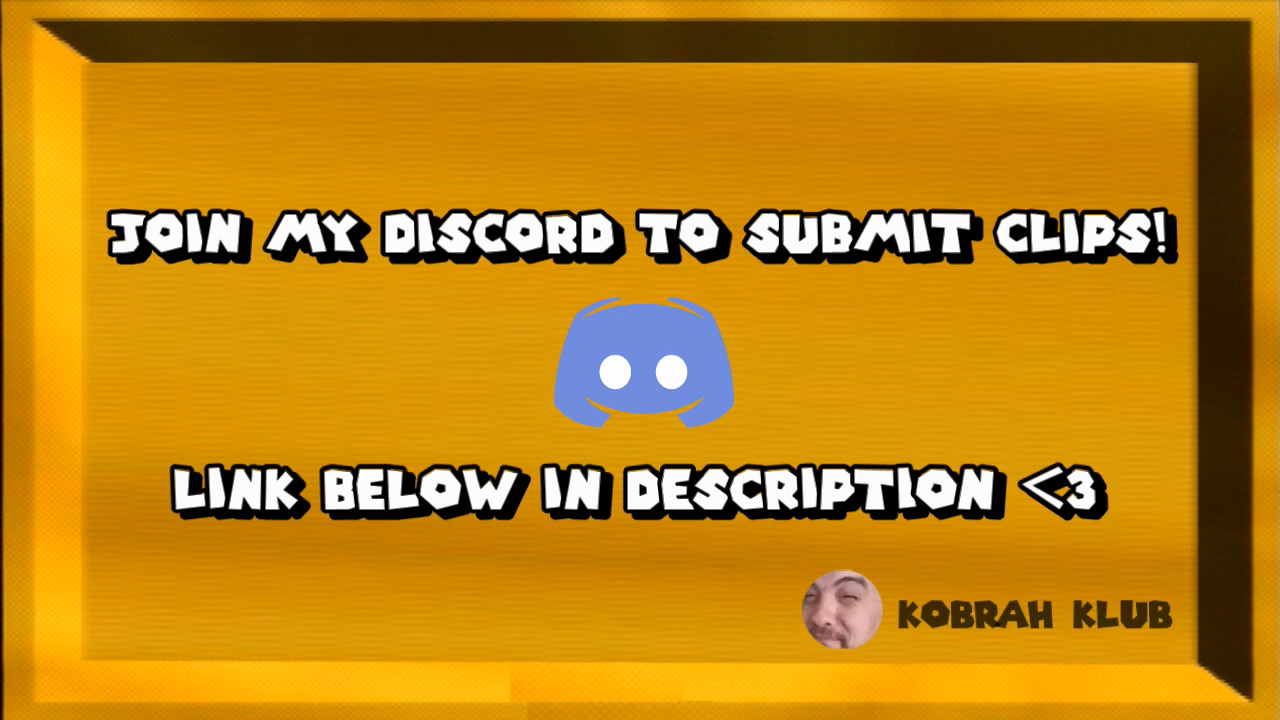 JOIN MY DISCORD TO SUBMIT CLIPS!
LINK BELOW IN DESCRIPTION <3
KOBRAH KLUB